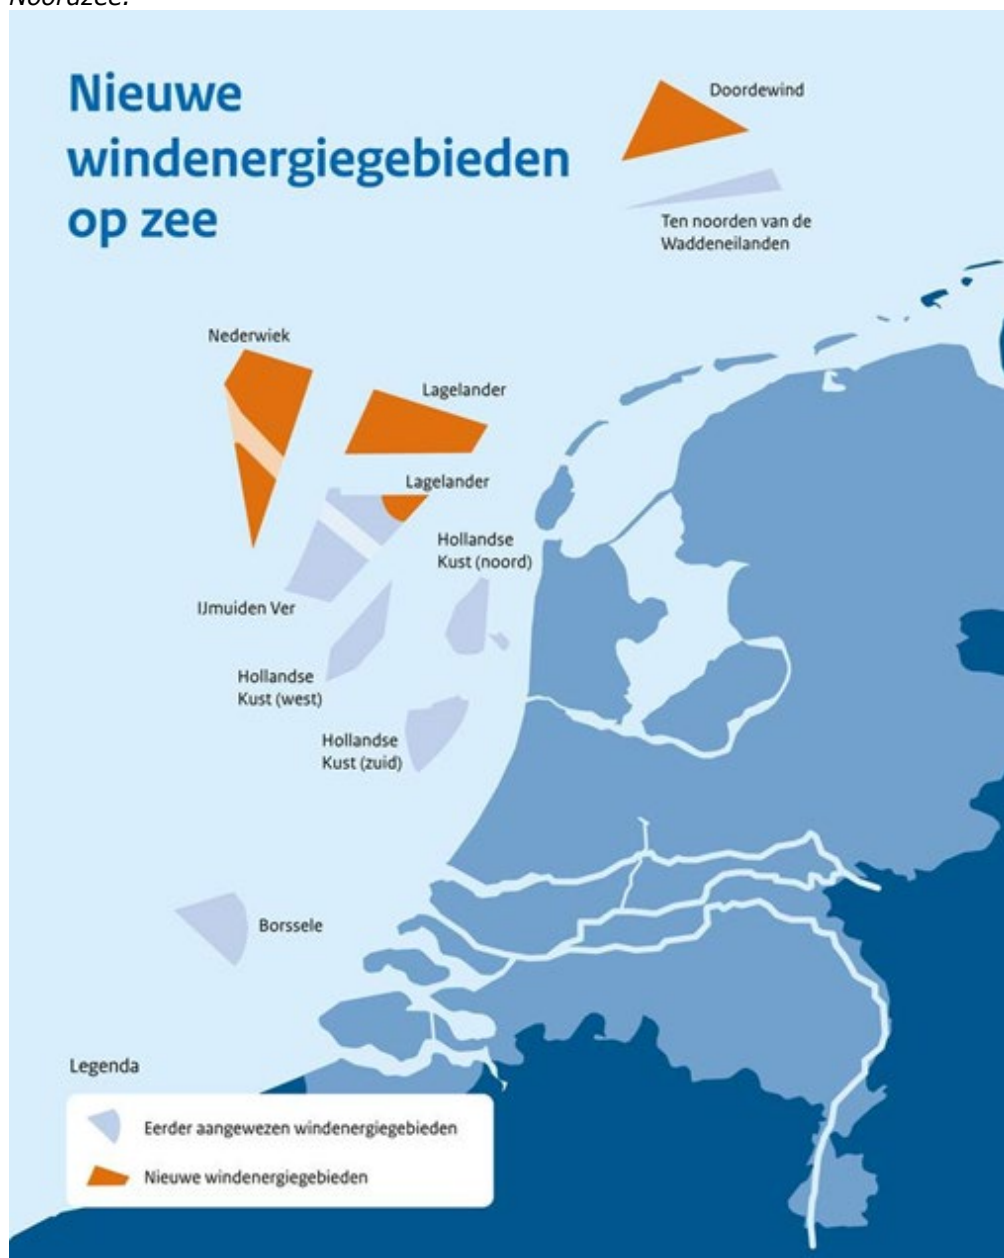 Noordzee.
Nieuwe
windenergiegebieden
op zee
Doordewind
Ten noorden van de
Waddeneilanden
Nederwiek
Lagelander
Lagelander
Hollandse
Kust (noord)
IJmuiden Ver
Hollandse
Kust (west)
Hollandse
Kust (zuid)
Borssele
Legenda
Eerder aangewezen windenergiegebieden
Nieuwe windenergiegebieden